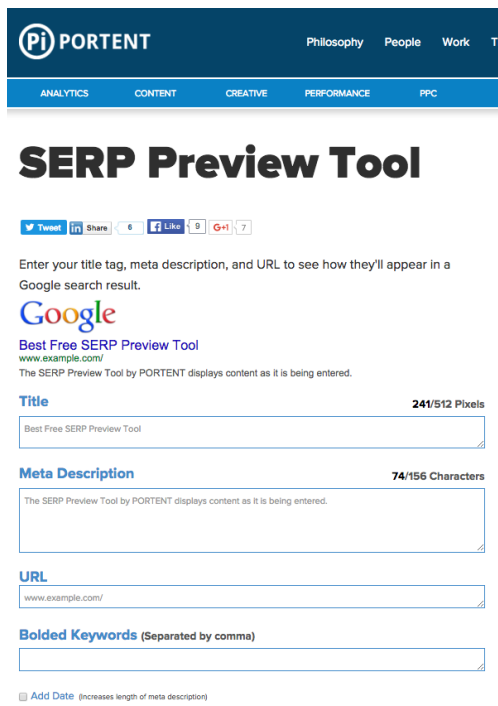 Pi PORTENT
Philosophy People Work T
ANALYTICS CONTENT CREATIVE PERFORMANCE PPC
SERP Preview Tool
Tweet in Share 6 f Like 9 G+1 7
Enter your title tag, meta description, and URL to see how they'll appear in a
Google search result.
Google
Best Free SERP Preview Tool
www.example.com/
The SERP Preview Tool by PORTENT displays content as it is being entered.
Title 241/512 Pixels
Best Free SERP Preview Tool
Meta Description 74/156 Characters
The SERP Preview Tool by PORTENT displays content as it is being entered.
URL
www.example.com/
Bolded Keywords (Separated by comma)
Add Date (Increases length of meta description)